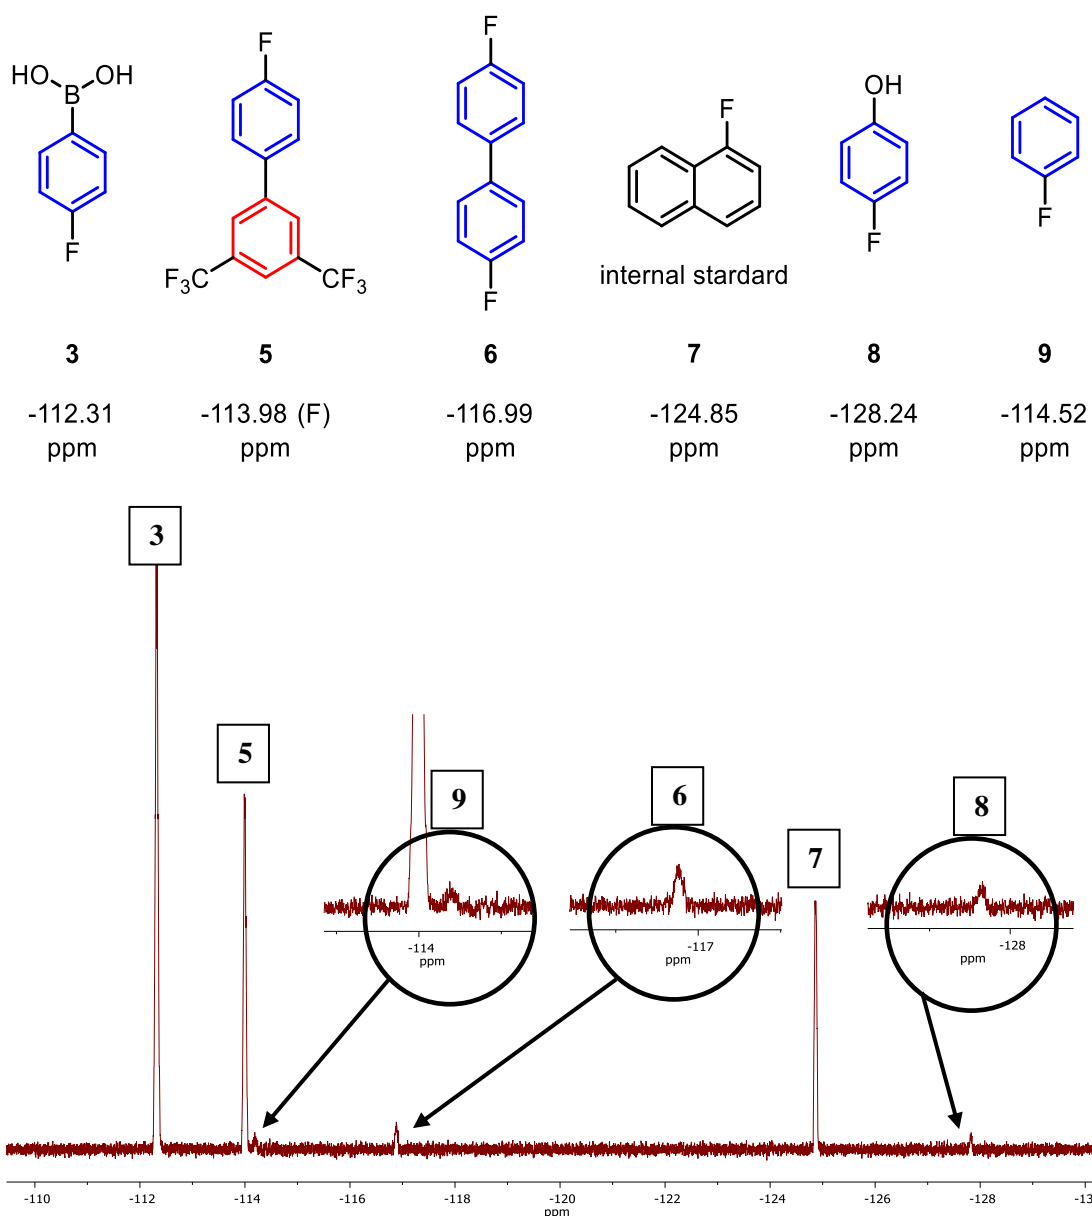 HO OH
B
F
F
F3C CF3
F
F
F
internal stardard
OH
F
F
3 5 6 7 8 9
-112.31 ppm
-113.98 (F) ppm
-116.99 ppm
-124.85 ppm
-128.24 ppm
-114.52 ppm
3
5
9
6
8
7
-114
ppm
-117
ppm
-128
ppm
-110 -112 -114 -116 -118 -120 -122 -124 -126 -128 -13
ppm